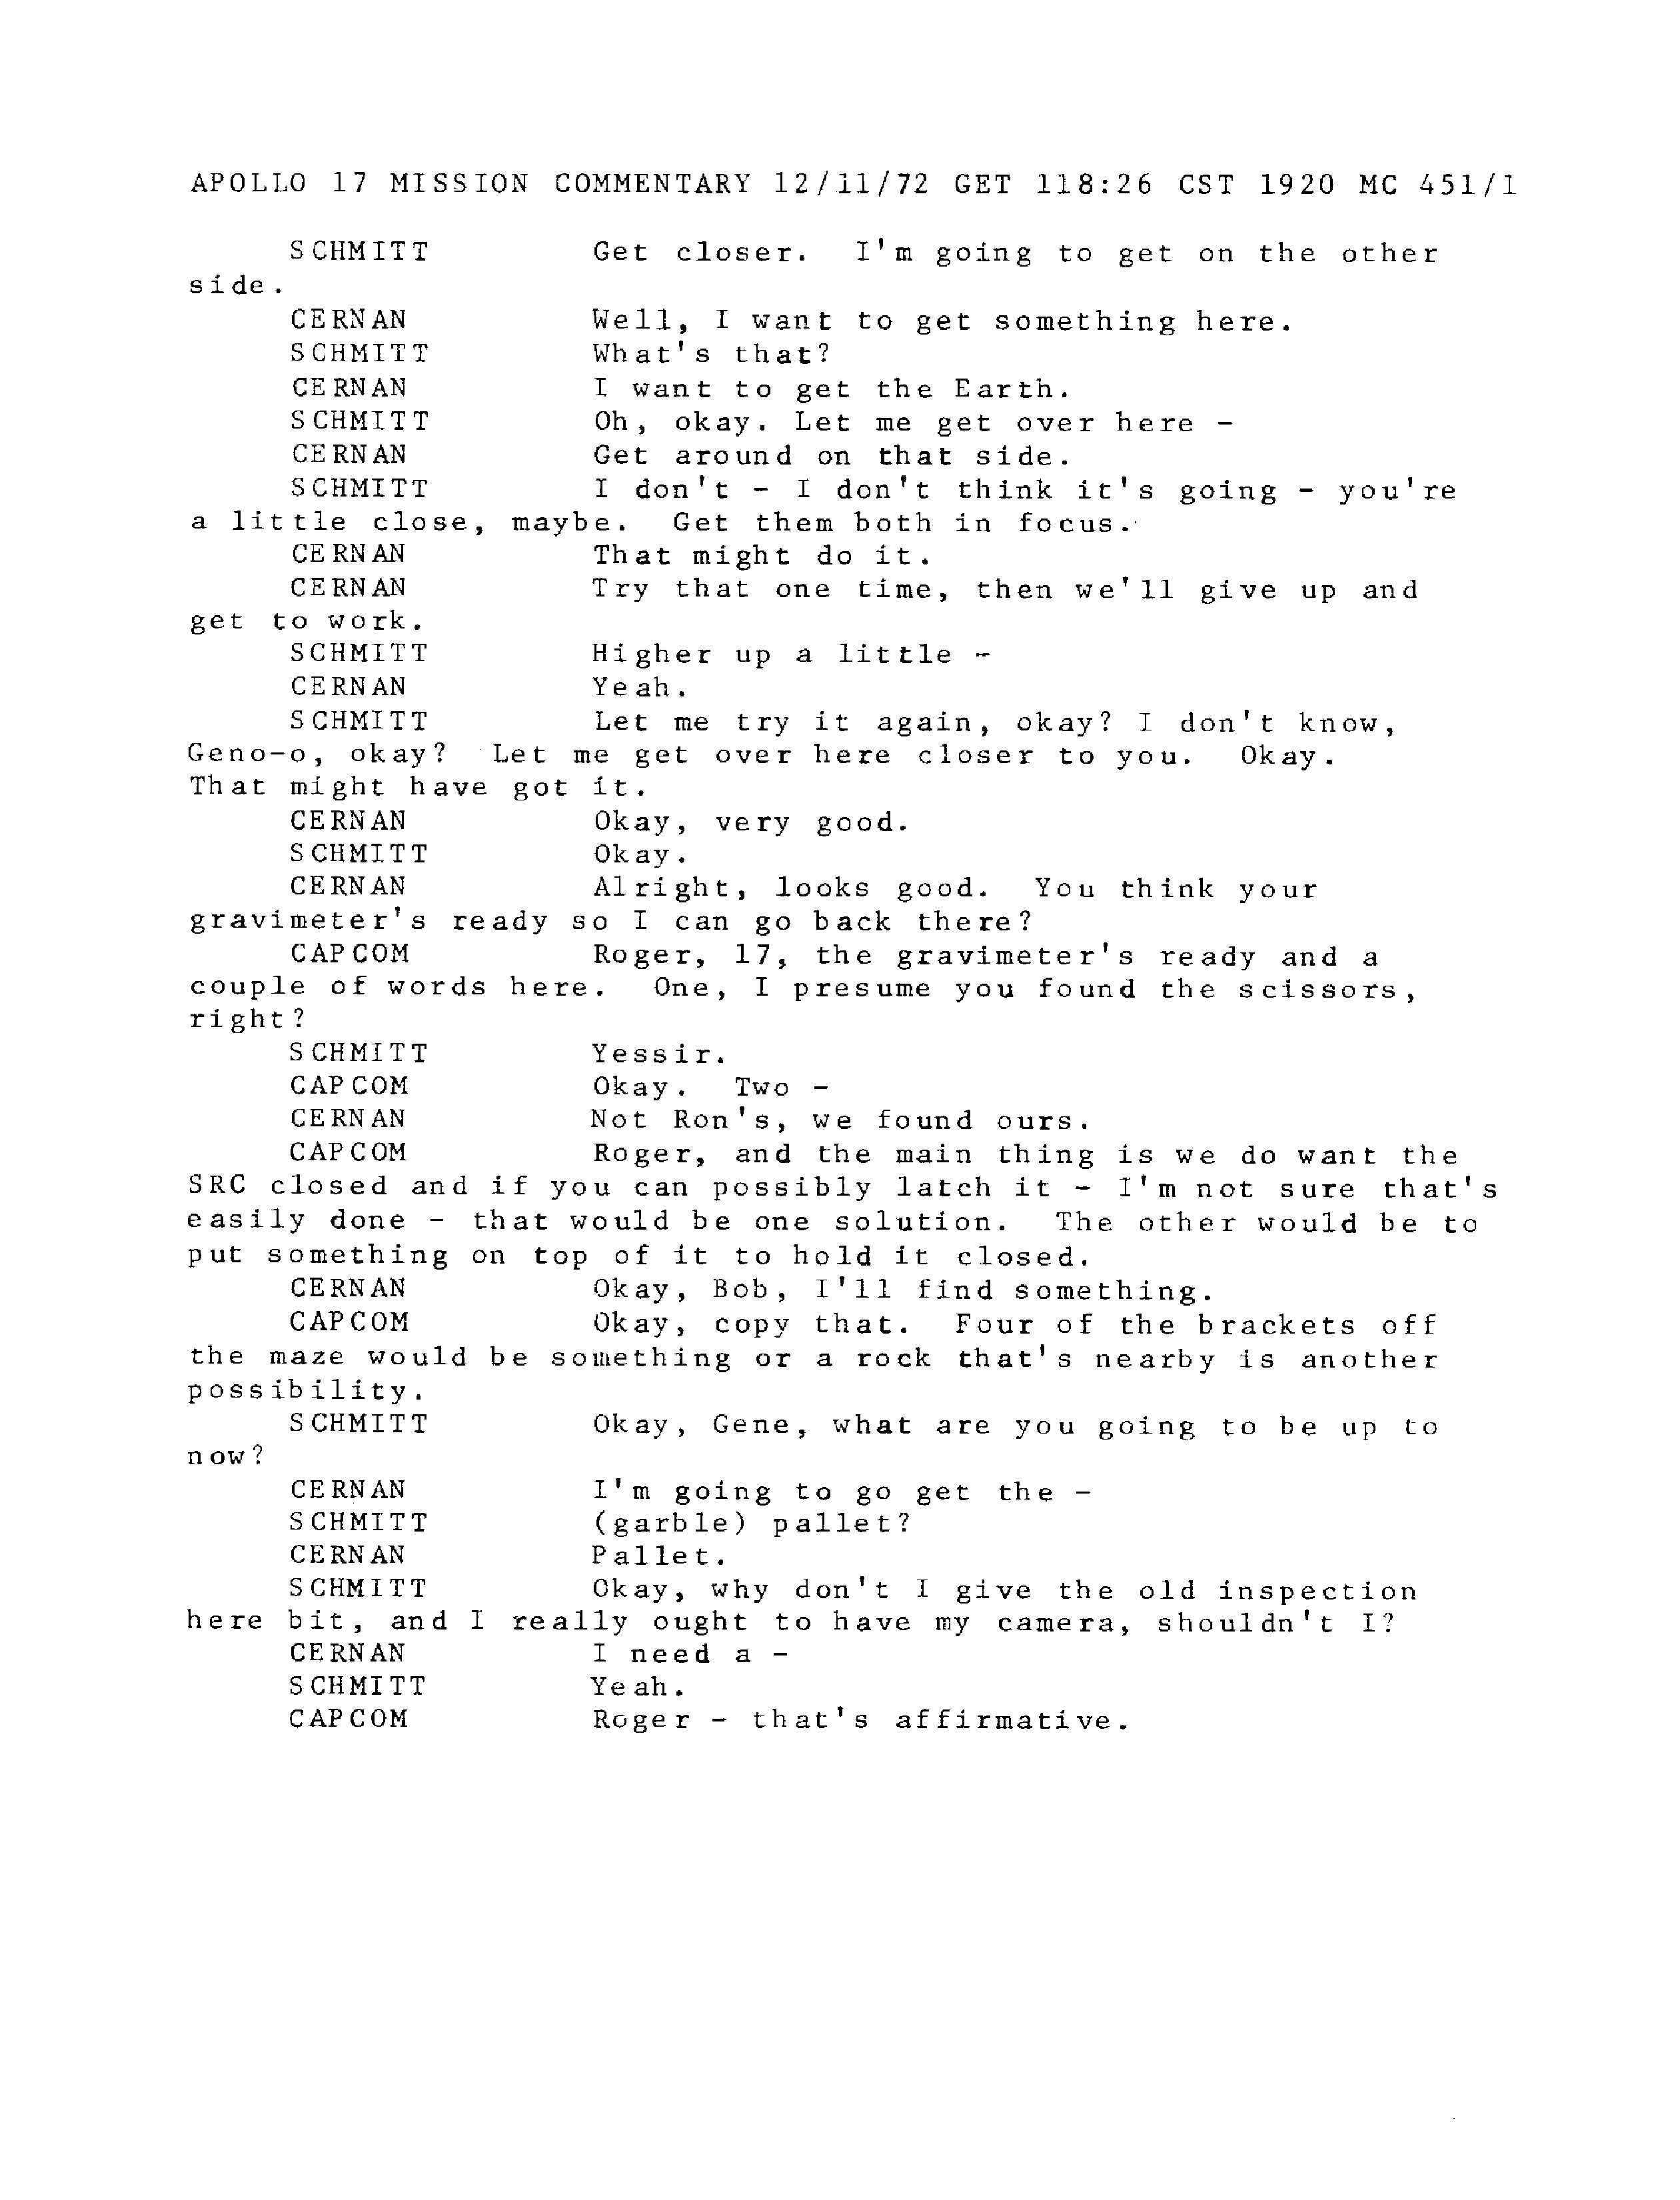 APOLLO 17 MISSION COMMENTARY 12/11/72 GET 118:26 CST 1920 MC 451/1
SCHMITT Get closer. I'm going to get on the other
side.
CERNAN Well, I want to get something here.
SCHMITT What's that?
CERNAN I want to get the Earth.
SCHMITT Oh, okay. Let me get over here -
CERNAN Get around on that side.
SCHMITT I don't - I don't think it's going - you're
a little close, maybe. Get them both in focus.
CERNAN That might do it.
CERNAN Try that one time, then we'll give up and
get to work.
SCHMITT Higher up a little -
CERNAN Yeah.
SCHMITT Let me try it again, okay? I don't know,
Geno-o, okay? Let me get over here closer to you. Okay.
That might have got it.
CERNAN Okay, very good.
SCHMITT Okay.
CERNAN Alright, looks good. You think your
gravimeter's ready so I can go back there?
CAPCOM Roger, 17, the gravimeter's ready and a
couple of words here. One, I presume you found the scissors,
right?
SCHMITT Yessir.
CAPCOM Okay. Two -
CERNAN Not Ron's, we found ours.
CAPCOM Roger, and the main thing is we do want the
SRC closed and if you can possibly latch it - I'm not sure that's
easily done - that would be one solution. The other would be to
put something on top of it to hold it closed.
CERNAN Okay, Bob, I'll find something.
CAPCOM Okay, copy that. Four of the brackets off
the maze would be something or a rock that's nearby is another
possibility.
SCHMITT Okay, Gene, what are you going to be up to
now?
CERNAN I'm going to go get the -
SCHMITT (garble) pallet?
CERNAN Pallet.
SCHMITT Okay, why don't I give the old inspection
here bit, and I really ought to have my camera, shouldn't I?
CERNAN I need a -
SCHMITT Yeah.
CAPCOM Roger - that's affirmative.